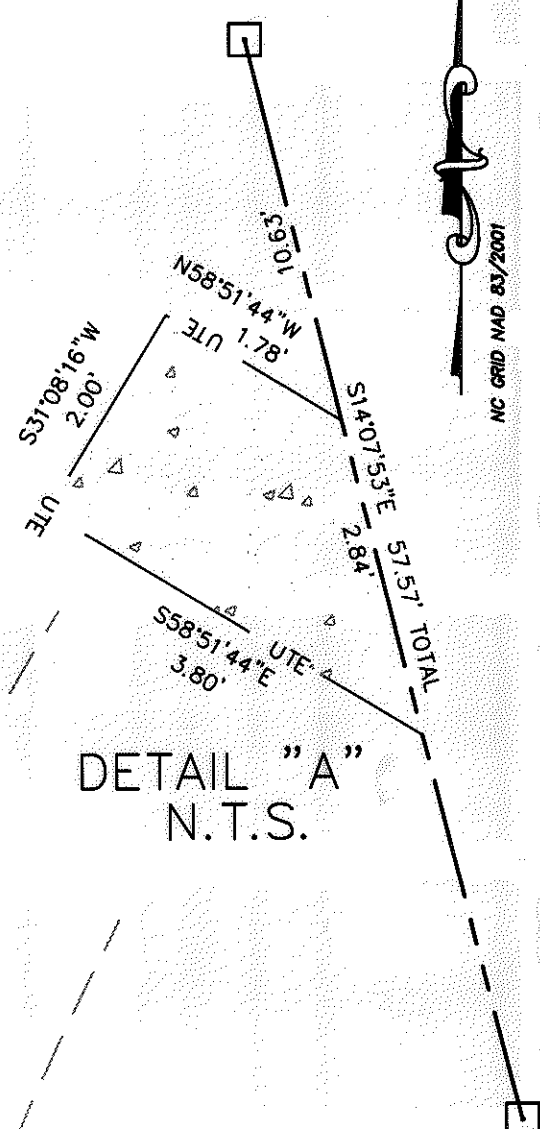 10.63'
N58°51'44"W
1.78'
UTE
S31°08'16"W
2.00'
UTE
S14°07'53"E 57.57' TOTAL
2.84'
S58°51'44"E
3.80'
UTE
NC GRID NAD 83/2001
DETAIL "A"
N.T.S.